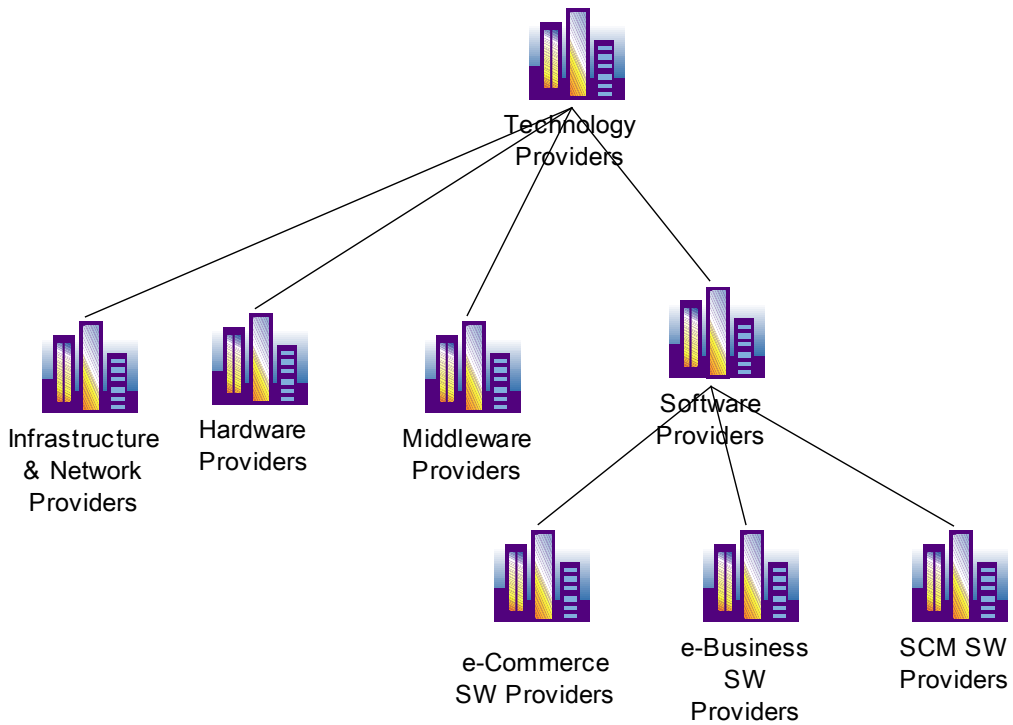 Technology
Providers
Infrastructure
& Network
Providers
Hardware
Providers
Middleware
Providers
Software
Providers
e-Commerce
SW Providers
e-Business
SW
Providers
SCM SW
Providers